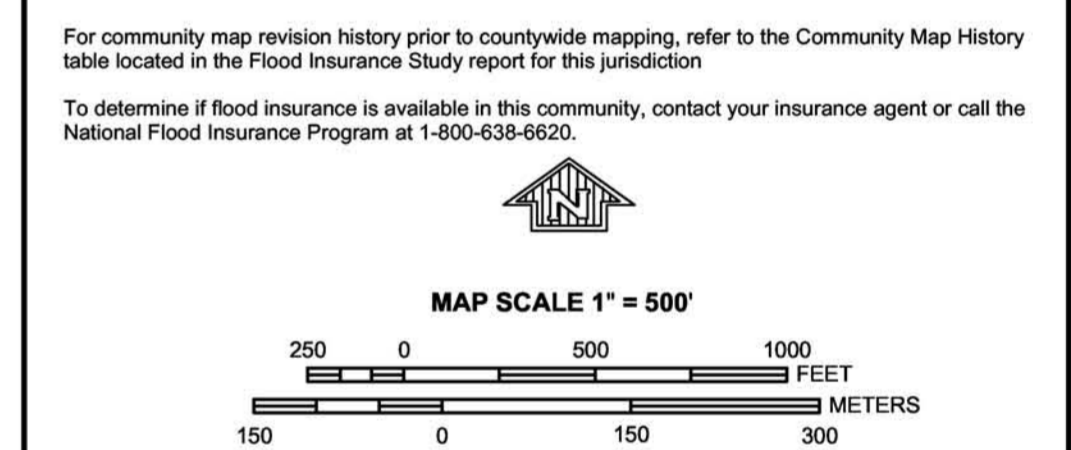 For community map revision history prior to countywide mapping, refer to the Community Map History
table located in the Flood Insurance Study report for this jurisdiction
To determine if flood insurance is available in this community, contact your insurance agent or call the
National Flood Insurance Program at 1-800-638-6620.
N
MAP SCALE 1" = 500'
250 0 500 1000
FEET
METERS
150 0 150 300